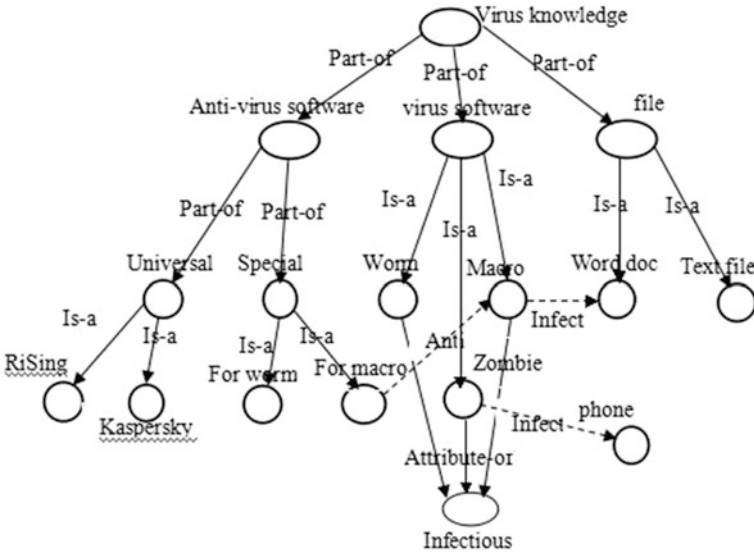 Virus knowledge
Part-of
Part-of
Part-of
Anti-virus software
virus software
file
Part-of
Part-of
Is-a
Is-a
Is-a
Is-a
Is-a
Universal
Special
Worm
Macro
Word doc
Text file
Is-a
Is-a
Is-a
Is-a
Anti
Infect
RiSing
For worm
For macro
Zombie
Kaspersky
Infect
phone
Attribute-or
Infectious